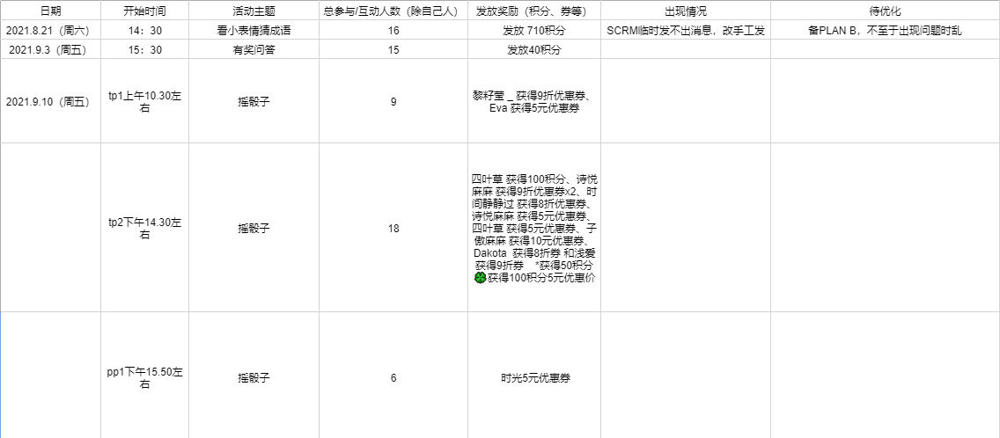 日期 开始时间 活动主题 总参与/互动人数（除自己人） 发放奖励（积分、券等） 出现情况 待优化
2021.8.21（周六） 14：30 看小表情猜成语 16 发放 710积分 SCRM临时发不出消息，改手工发 备PLAN B，不至于出现问题时乱
2021.9.3（周五） 15：30 有奖问答 15 发放40积分
2021.9.10（周五） tp1上午10.30左
右
摇骰子 9 黎籽莹 _ 获得9折优惠券、
Eva 获得5元优惠券
tp2下午14.30左
右
摇骰子 18 四叶草 获得100积分、诗悦
麻麻 获得9折优惠券x2、时
间静静过 获得8折优惠券、
诗悦麻麻 获得5元优惠券、
四叶草 获得5元优惠券、子
傲麻麻 获得10元优惠券、
Dakota 获得8折券 和浅爱
获得9折券 *获得50积分
🍀获得100积分5元优惠价
pp1下午15.50左
右
摇骰子 6 时光5元优惠券